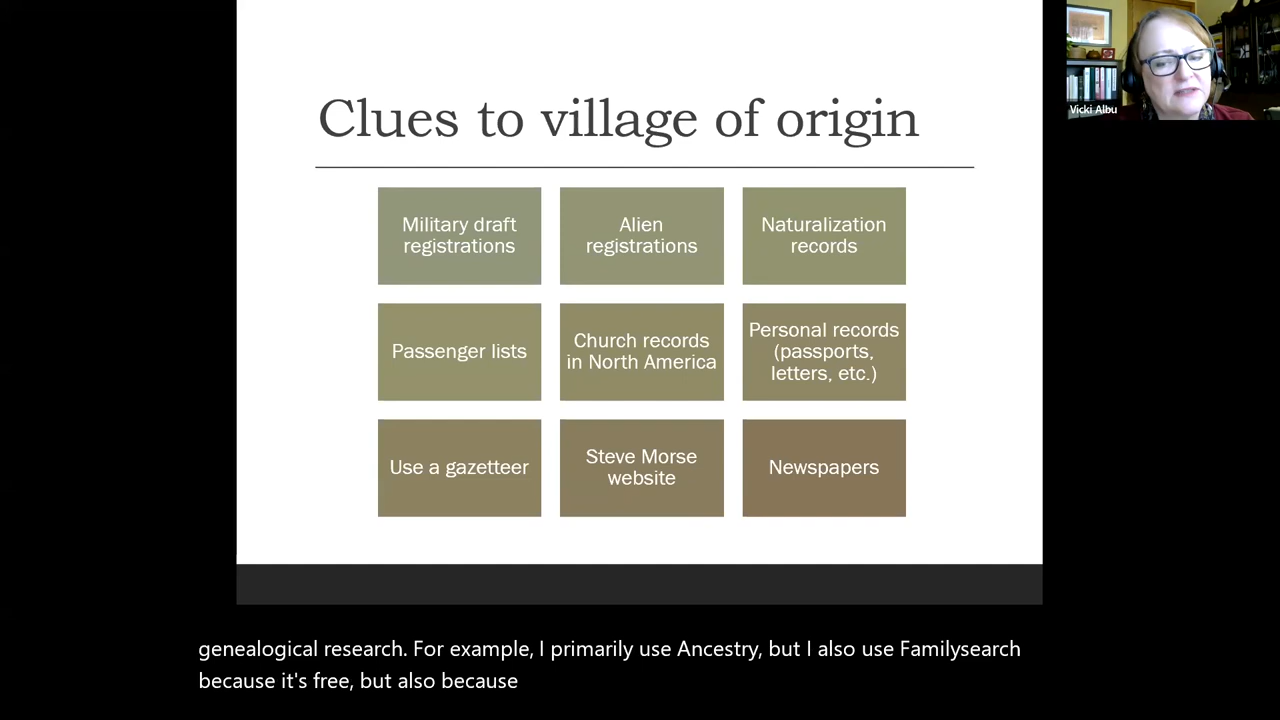 Clues to village of origin
Military draft
registrations
Alien
registrations
Naturalization
records
Passenger lists
Church records
in North America
Personal records
(passports,
letters, etc.)
Use a gazetteer
Steve Morse
website
Newspapers
Vicki Albu
genealogical research. For example, I primarily use Ancestry, but I also use Familysearch
because it's free, but also because